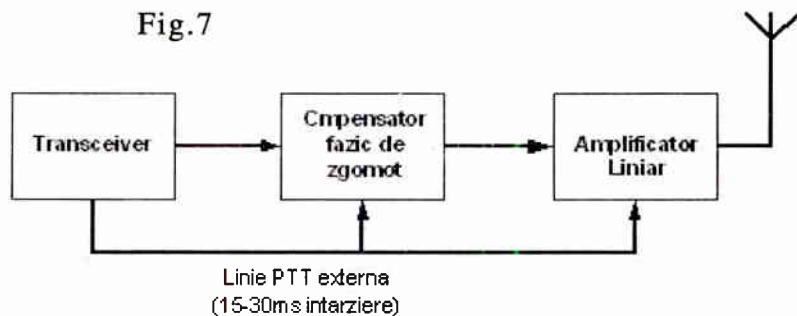 Fig.7
Transceiver
Cmpensator
fazic de
zgomot
Amplificator
Liniar
Linie PTT externa
(15-30ms intarziere)